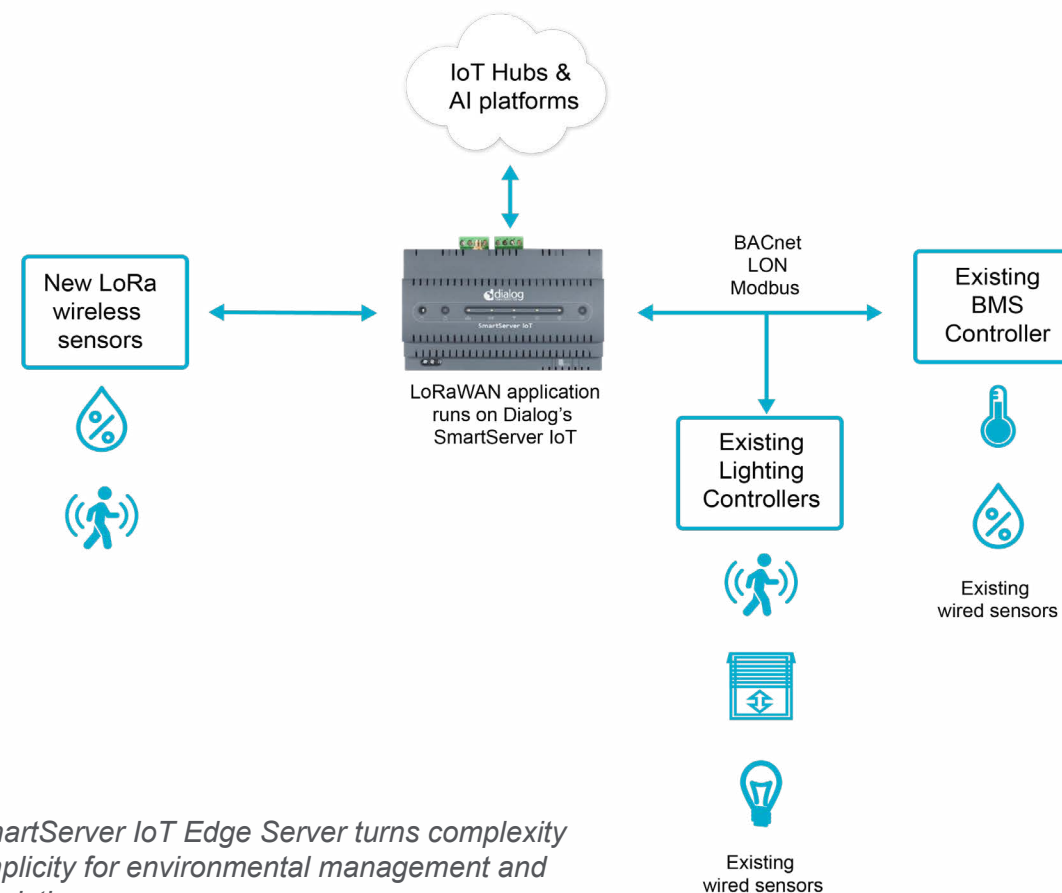 IoT Hubs &
AI platforms
New LoRa
wireless
sensors
dialog
SmartServer IoT
LoRaWAN application
runs on Dialog's
SmartServer IoT
BACnet
LON
Modbus
Existing
BMS
Controller
Existing
Lighting
Controllers
Existing
wired sensors
Existing
wired sensors
martServer IoT Edge Server turns complexity
plicity for environmental management and